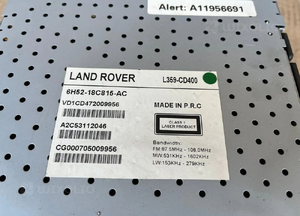 Alert: A11956691
LAND ROVER
L359-CD400
6H52-18C815-AC
VD1CD472009956
MADE IN P.R.C
A2C53112046
CLASS 1
LASER PRODUCT
CG000705009956
Bandwidth
FM:87.5MHz - 108.0MHz
MW:531KHz - 1602KHz
LW:153KHz - 279KHz